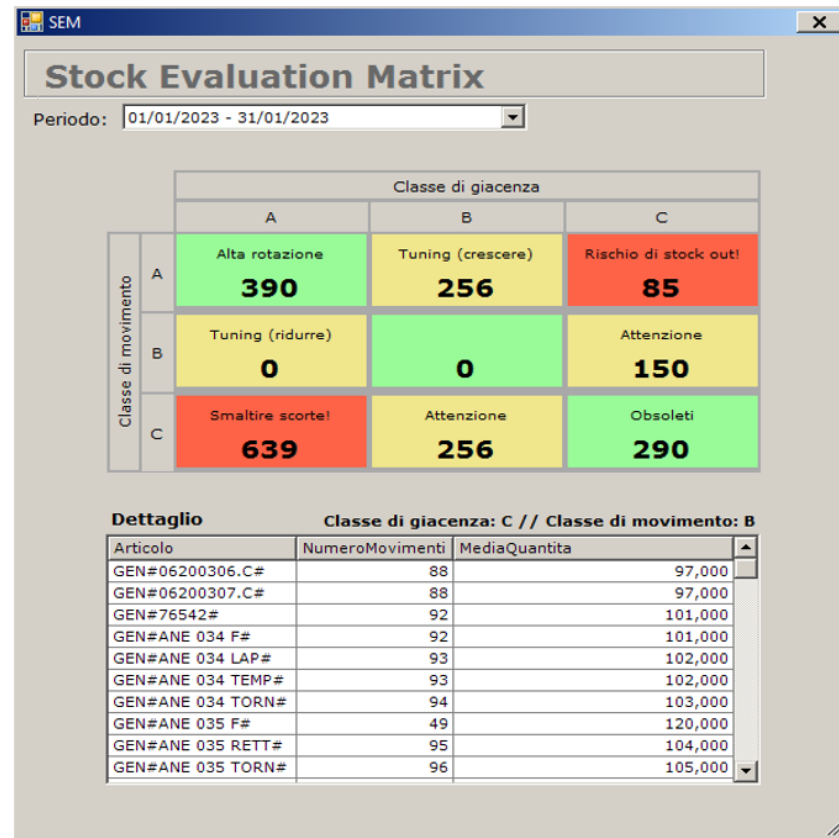 SEM
Stock Evaluation Matrix
Periodo: 01/01/2023 - 31/01/2023
Classe di giacenza
A B C
Classe di movimento
A
Alta rotazione Tuning (crescere) Rischio di stock out!
390 256 85
B
Tuning (ridurre) Attenzione
0 0 150
C
Smaltire scorte! Attenzione Obsoleti
639 256 290
Dettaglio Classe di giacenza: C // Classe di movimento: B
Articolo NumeroMovimenti MediaQuantita
GEN#06200306.C# 88 97,000
GEN#06200307.C# 88 97,000
GEN#76542# 92 101,000
GEN#ANE 034 F# 92 101,000
GEN#ANE 034 LAP# 93 102,000
GEN#ANE 034 TEMP# 93 102,000
GEN#ANE 034 TORN# 94 103,000
GEN#ANE 035 F# 49 120,000
GEN#ANE 035 RETT# 95 104,000
GEN#ANE 035 TORN# 96 105,000